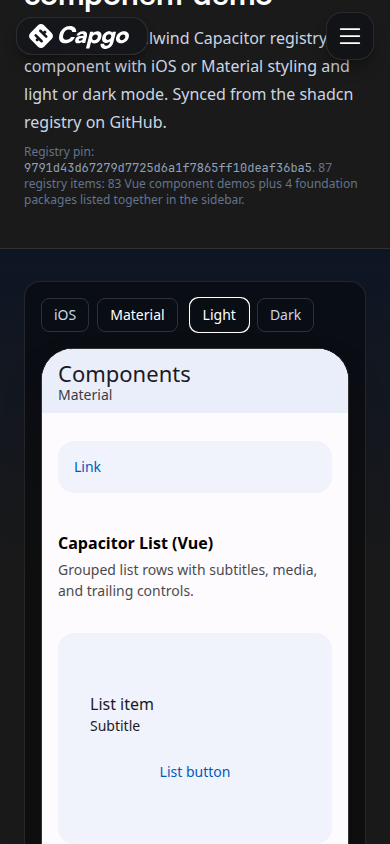 component demo
Capgo
lwind Capacitor registry
component with iOS or Material styling and
light or dark mode. Synced from the shadcn
registry on GitHub.
Registry pin:
9791d43d67279d7725d6a1f7865ff10deaf36ba5. 87
registry items: 83 Vue component demos plus 4 foundation
packages listed together in the sidebar.
iOS Material Light Dark
Components
Material
Link
Capacitor List (Vue)
Grouped list rows with subtitles, media,
and trailing controls.
List item
Subtitle
List button